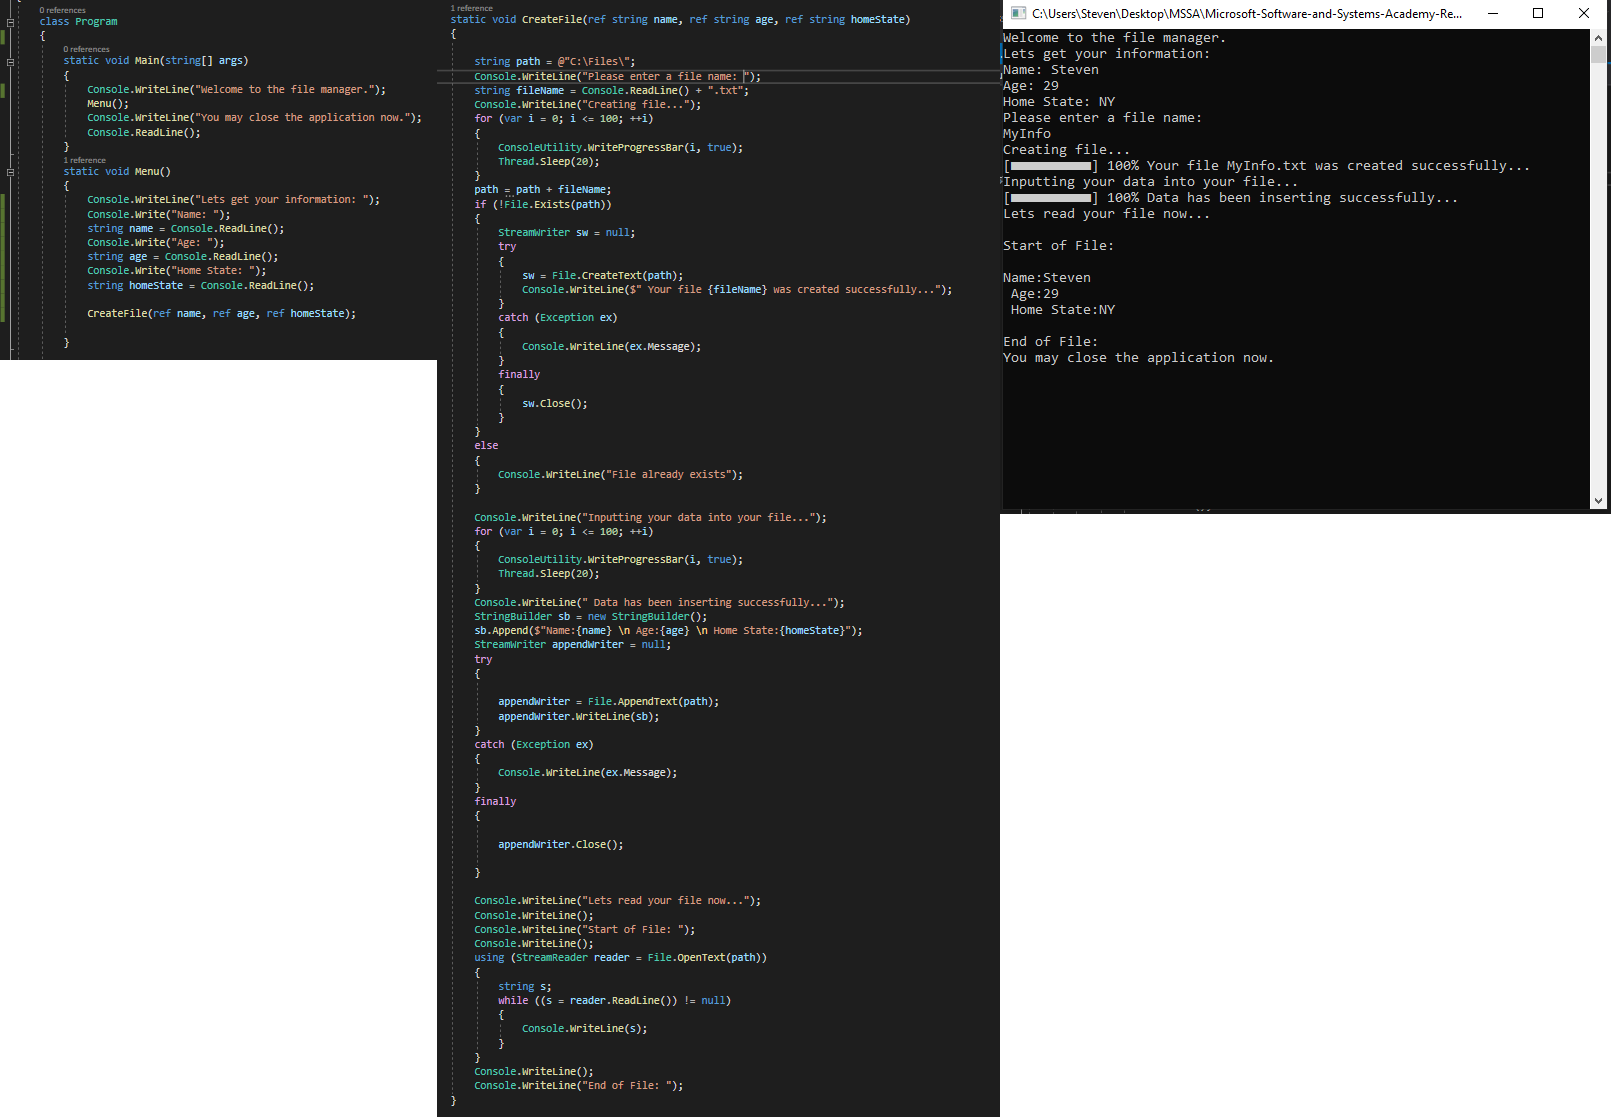 0 references
class Program
{
0 references
static void Main(string[] args)
{
Console.WriteLine("Welcome to the file manager.");
Menu();
Console.WriteLine("You may close the application now.");
Console.ReadLine();
}
1 reference
static void Menu()
{
Console.WriteLine("Lets get your information: ");
Console.Write("Name: ");
string name = Console.ReadLine();
Console.Write("Age: ");
string age = Console.ReadLine();
Console.Write("Home State: ");
string homeState = Console.ReadLine();
CreateFile(ref name, ref age, ref homeState);
}
1 reference
static void CreateFile(ref string name, ref string age, ref string homeState)
{
string path = @"C:\Files\";
Console.WriteLine("Please enter a file name: ");
string fileName = Console.ReadLine() + ".txt";
Console.WriteLine("Creating file...");
for (var i = 0; i <= 100; ++i)
{
ConsoleUtility.WriteProgressBar(i, true);
Thread.Sleep(20);
}
path = path + fileName;
if (!File.Exists(path))
{
StreamWriter sw = null;
try
{
sw = File.CreateText(path);
Console.WriteLine($" Your file {fileName} was created successfully...");
}
catch (Exception ex)
{
Console.WriteLine(ex.Message);
}
finally
{
sw.Close();
}
}
else
{
Console.WriteLine("File already exists");
}
Console.WriteLine("Inputting your data into your file...");
for (var i = 0; i <= 100; ++i)
{
ConsoleUtility.WriteProgressBar(i, true);
Thread.Sleep(20);
}
Console.WriteLine(" Data has been inserting successfully...");
StringBuilder sb = new StringBuilder();
sb.Append($"Name:{name} \n Age:{age} \n Home State:{homeState}");
StreamWriter appendWriter = null;
try
{
appendWriter = File.AppendText(path);
appendWriter.WriteLine(sb);
}
catch (Exception ex)
{
Console.WriteLine(ex.Message);
}
finally
{
appendWriter.Close();
}
Console.WriteLine("Lets read your file now...");
Console.WriteLine();
Console.WriteLine("Start of File: ");
Console.WriteLine();
using (StreamReader reader = File.OpenText(path))
{
string s;
while ((s = reader.ReadLine()) != null)
{
Console.WriteLine(s);
}
}
Console.WriteLine();
Console.WriteLine("End of File: ");
}
C:\Users\Steven\Desktop\MSSA\Microsoft-Software-and-Systems-Academy-Re...
Welcome to the file manager.
Lets get your information:
Name: Steven
Age: 29
Home State: NY
Please enter a file name:
MyInfo
Creating file...
[ ] 100% Your file MyInfo.txt was created successfully...
Inputting your data into your file...
[ ] 100% Data has been inserting successfully...
Lets read your file now...
Start of File:
Name:Steven
Age:29
Home State:NY
End of File:
You may close the application now.